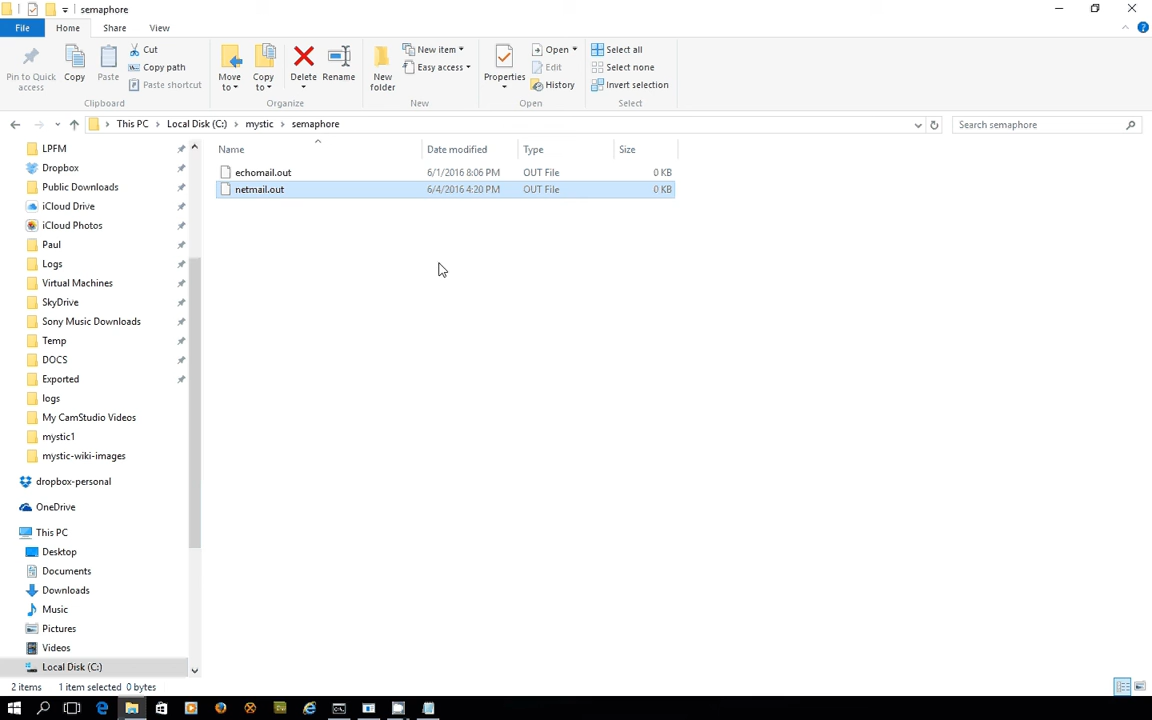 semaphore
File
Home
Share
View
Pin to Quick access
Copy
Paste
Cut
Copy path
Paste shortcut
Clipboard
Move to
Copy to
Delete
Rename
Organize
New folder
New item
Easy access
New
Properties
Open
Edit
History
Open
Select all
Select none
Invert selection
Select
This PC
Local Disk (C:)
mystic
semaphore
Search semaphore
Name
Date modified
Type
Size
echomail.out 6/1/2016 8:06 PM OUT File 0 KB
netmail.out 6/4/2016 4:20 PM OUT File 0 KB
LPFM
Dropbox
Public Downloads
iCloud Drive
iCloud Photos
Paul
Logs
Virtual Machines
SkyDrive
Sony Music Downloads
Temp
DOCS
Exported
logs
My CamStudio Videos
mystic1
mystic-wiki-images
dropbox-personal
OneDrive
This PC
Desktop
Documents
Downloads
Music
Pictures
Videos
Local Disk (C:)
2 items 1 item selected 0 bytes